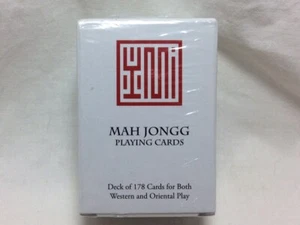 MAH JONGG
PLAYING CARDS
Deck of 178 Cards for Both
Western and Oriental Play